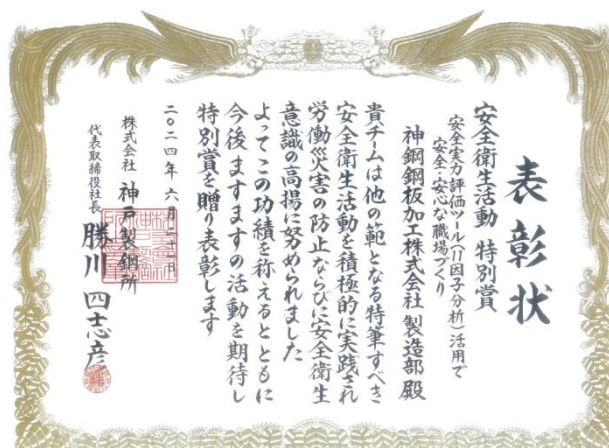 表彰状
安全衛生活動 特別賞
安全実力評価ツール(11因子分析)活用で
安全・安心な職場づくり
神鋼鋼板加工株式会社 製造部 殿
貴チームは他の範となる特筆すべき
安全衛生活動を積極的に実践され
労働災害の防止ならびに安全衛生
意識の高揚に努められました
よってこの功績を称えるとともに
今後ますますの活動を期待し
特別賞を贈り表彰します
二〇二四年 六月 二十一日
株式会社 神戸製鋼所
代表取締役社長 勝川 四志彦